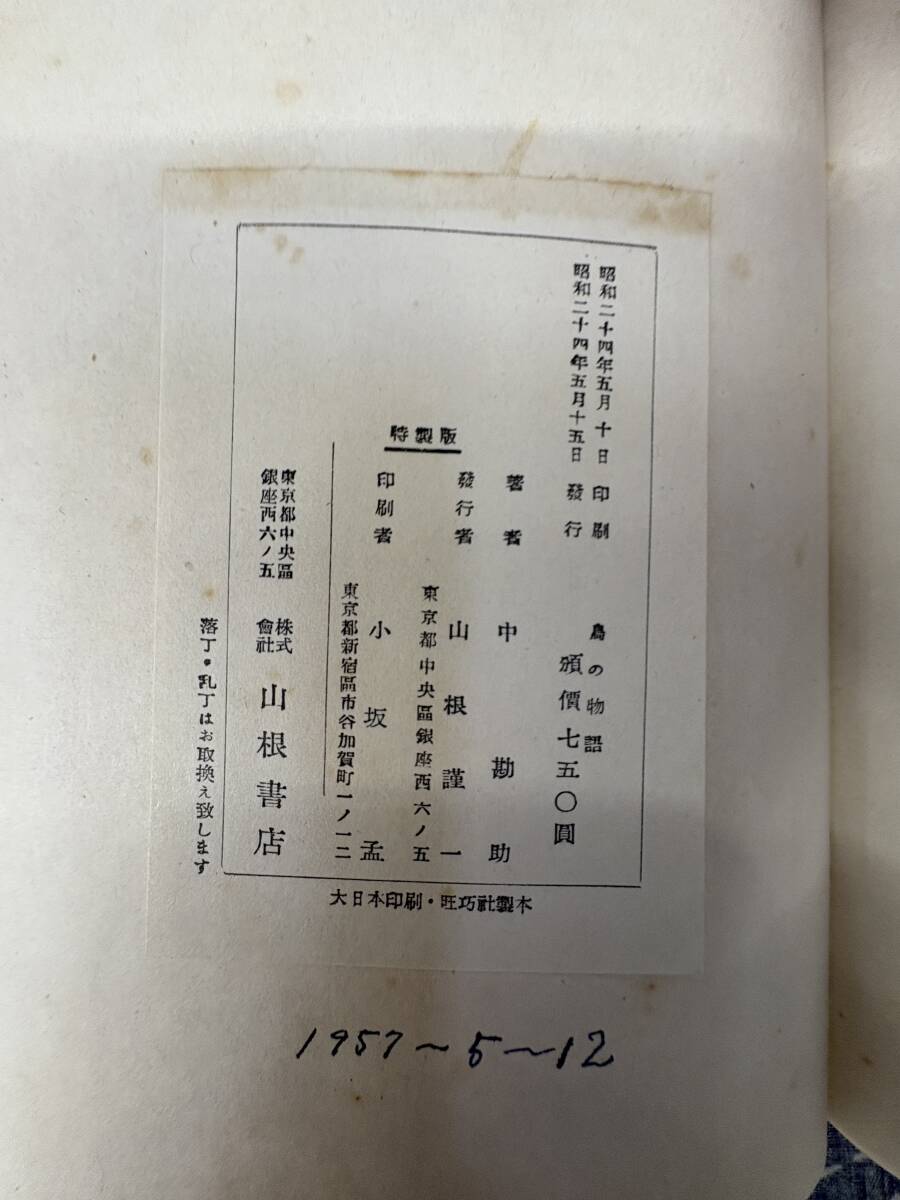 昭和二十四年五月十日 印刷
昭和二十四年五月十五日 發行
鳥の物語
頒價七五〇圓
著者 中勘助
發行者 山根謹一
東京都中央區銀座西六ノ五
特製版
印刷者 小坂孟
東京都新宿區市谷加賀町一ノ一二
東京都中央區
銀座西六ノ五
株式
會社
山根書店
落丁・乱丁はお取換え致します
大日本印刷・旺巧社製本
1957~5~12